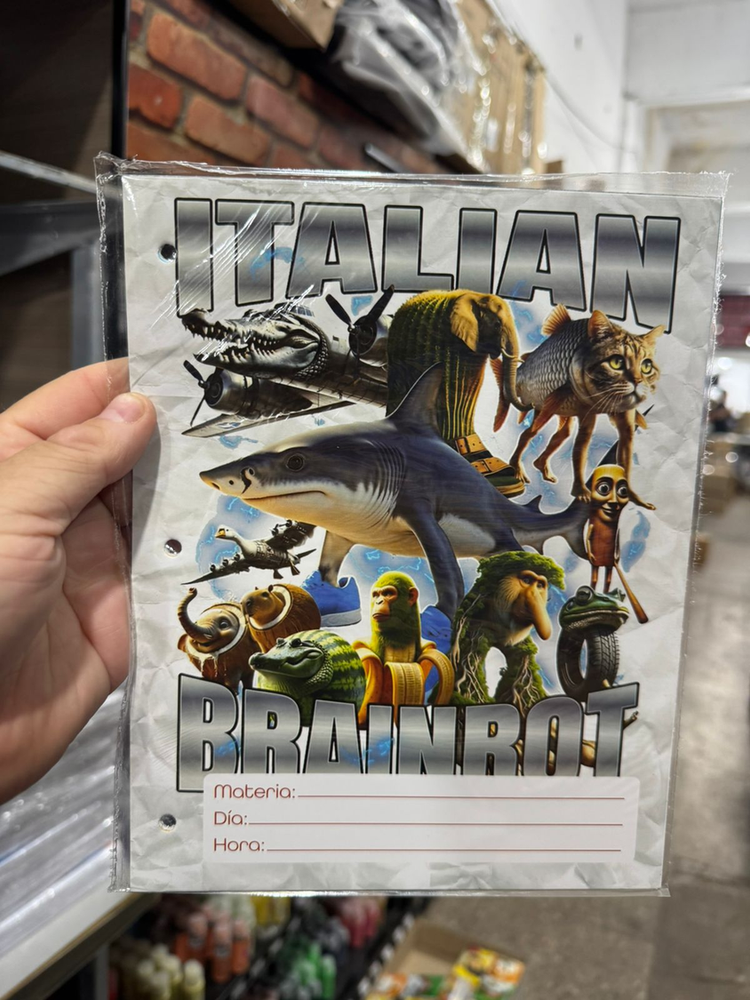 ITALIAN
BRAINROT
Materia:
Día:
Hora: